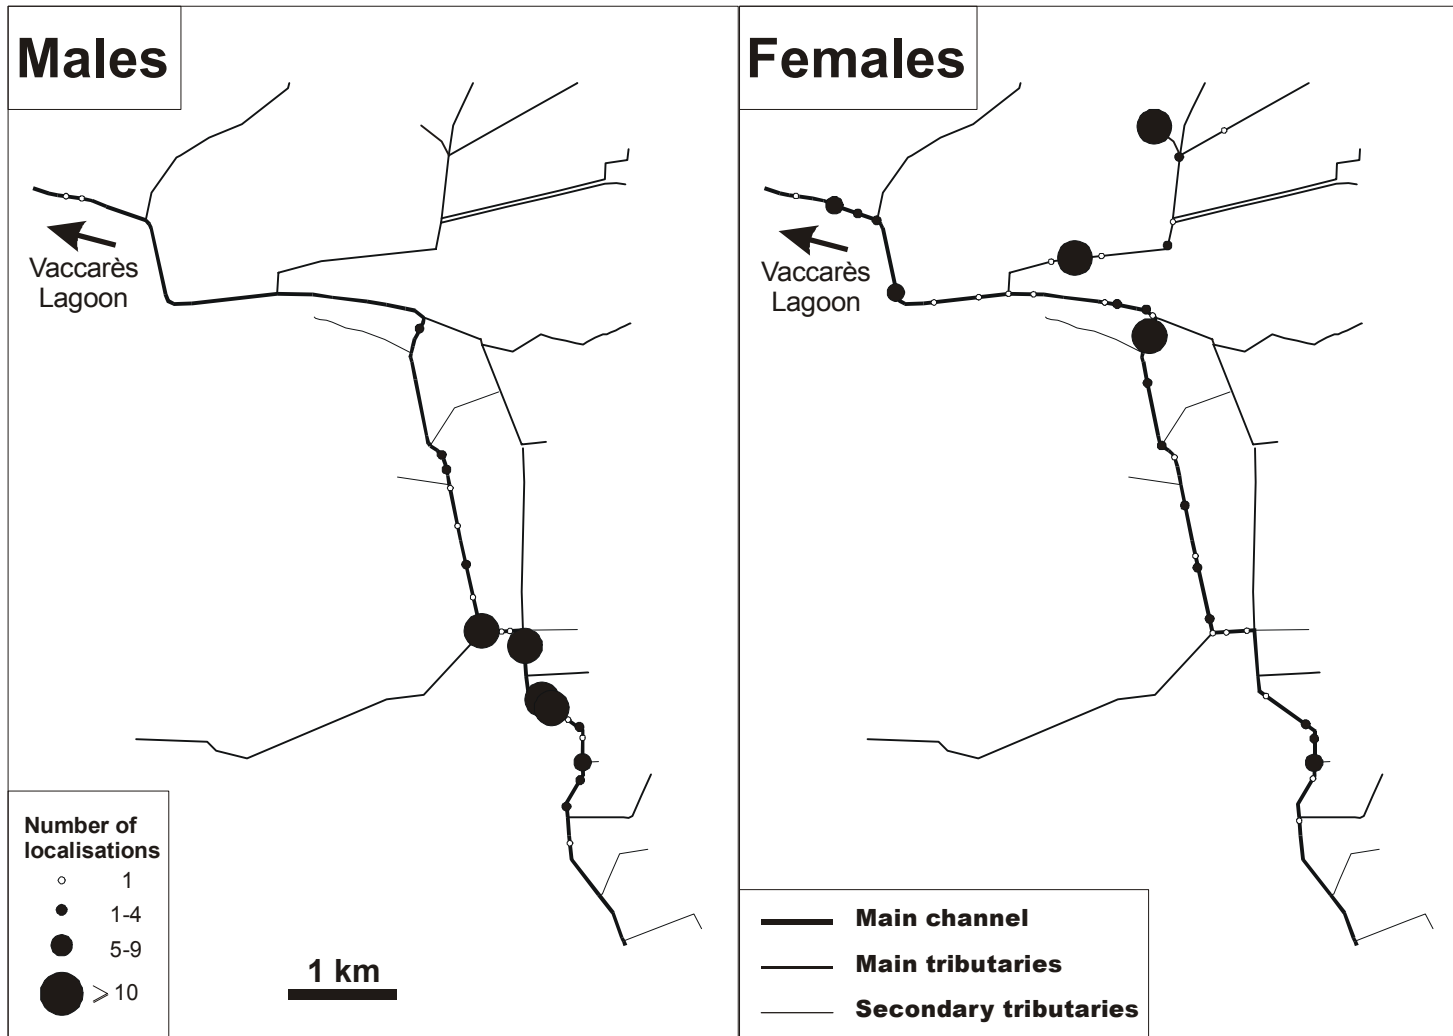 Males
Vaccarès
Lagoon
Number of
localisations
1
1-4
5-9
⩾ 10
1 km
Females
Vaccarès
Lagoon
Main channel
Main tributaries
Secondary tributaries